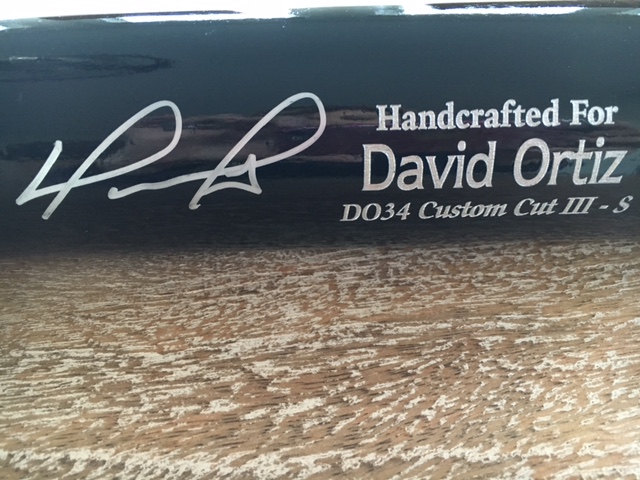 Handcrafted For
David Ortiz
DO34 Custom Cut III - S